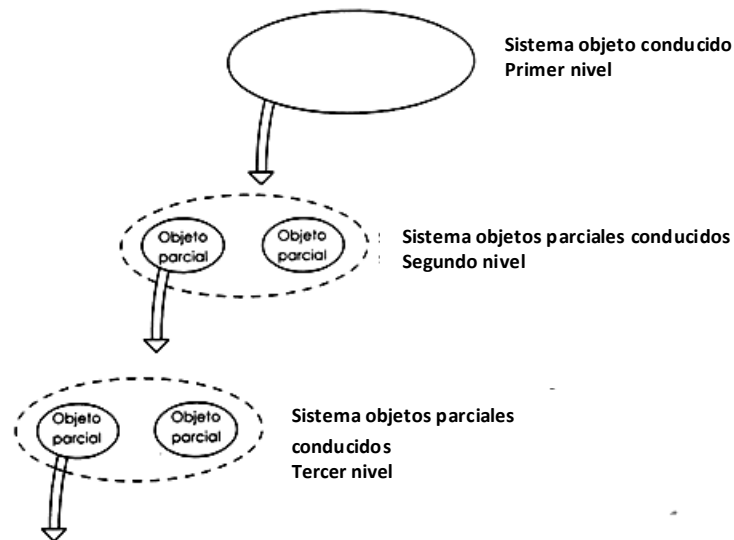 Sistema objeto conducido
Primer nivel
Objeto
parcial
Objeto
parcial
Sistema objetos parciales conducidos
Segundo nivel
Objeto
parcial
Objeto
parcial
Sistema objetos parciales
conducidos
Tercer nivel